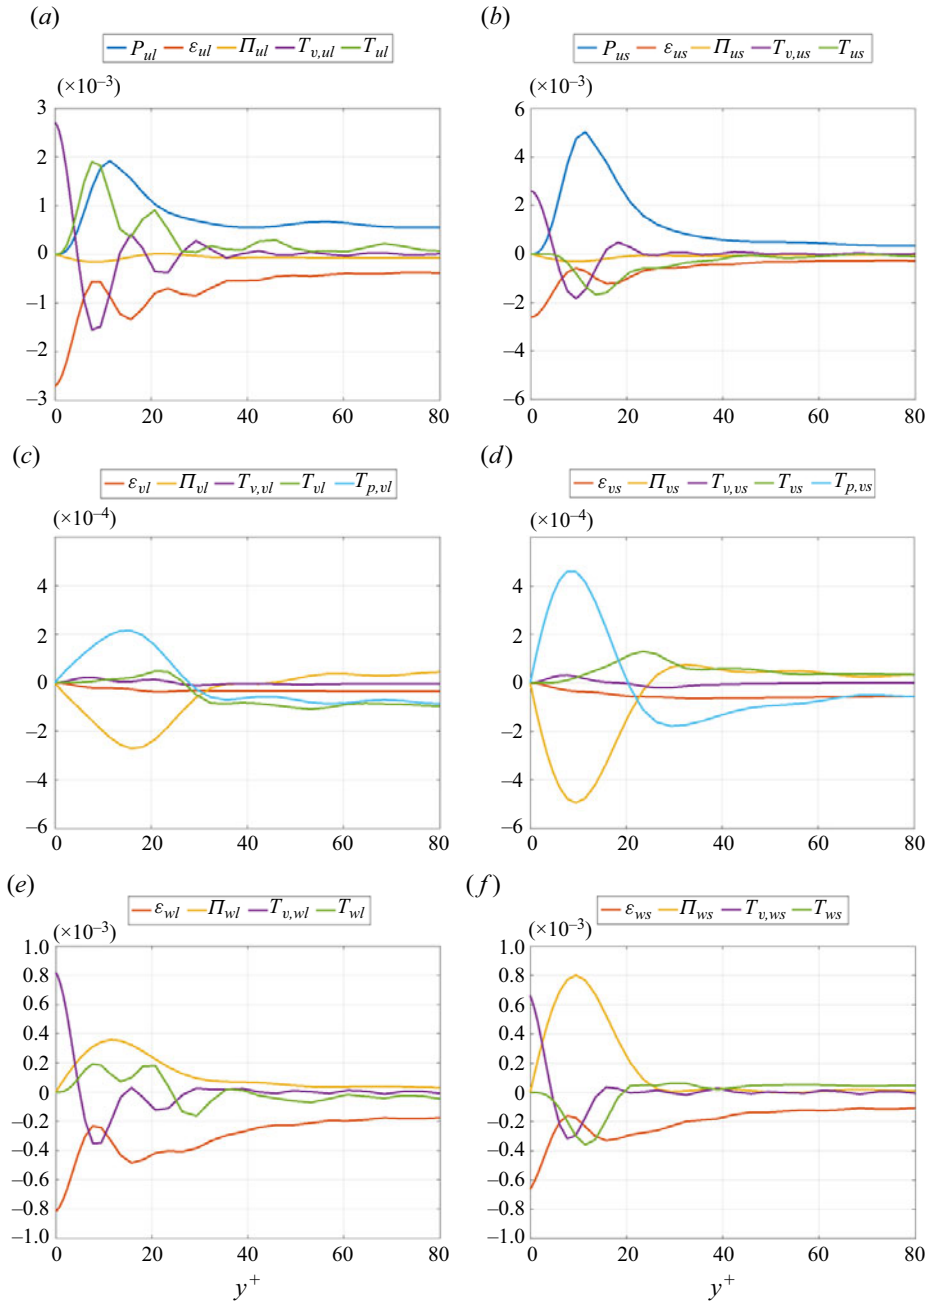 (a)
P_ul ε_ul Π_ul T_v,ul T_ul
(×10⁻³)
3
2
1
0
–1
–2
–3
0 20 40 60 80
(b)
P_us ε_us Π_us T_v,us T_us
(×10⁻³)
6
4
2
0
–2
–4
–6
0 20 40 60 80
(c)
ε_vl Π_vl T_v,vl T_vl T_p,vl
(×10⁻⁴)
4
2
0
–2
–4
–6
0 20 40 60 80
(d)
ε_vs Π_vs T_v,vs T_vs T_p,vs
(×10⁻⁴)
4
2
0
–2
–4
–6
0 20 40 60 80
(e)
ε_wl Π_wl T_v,wl T_wl
(×10⁻³)
1.0
0.8
0.6
0.4
0.2
0
–0.2
–0.4
–0.6
–0.8
–1.0
0 20 40 60 80
y⁺
(f)
ε_ws Π_ws T_v,ws T_ws
(×10⁻³)
1.0
0.8
0.6
0.4
0.2
0
–0.2
–0.4
–0.6
–0.8
–1.0
0 20 40 60 80
y⁺